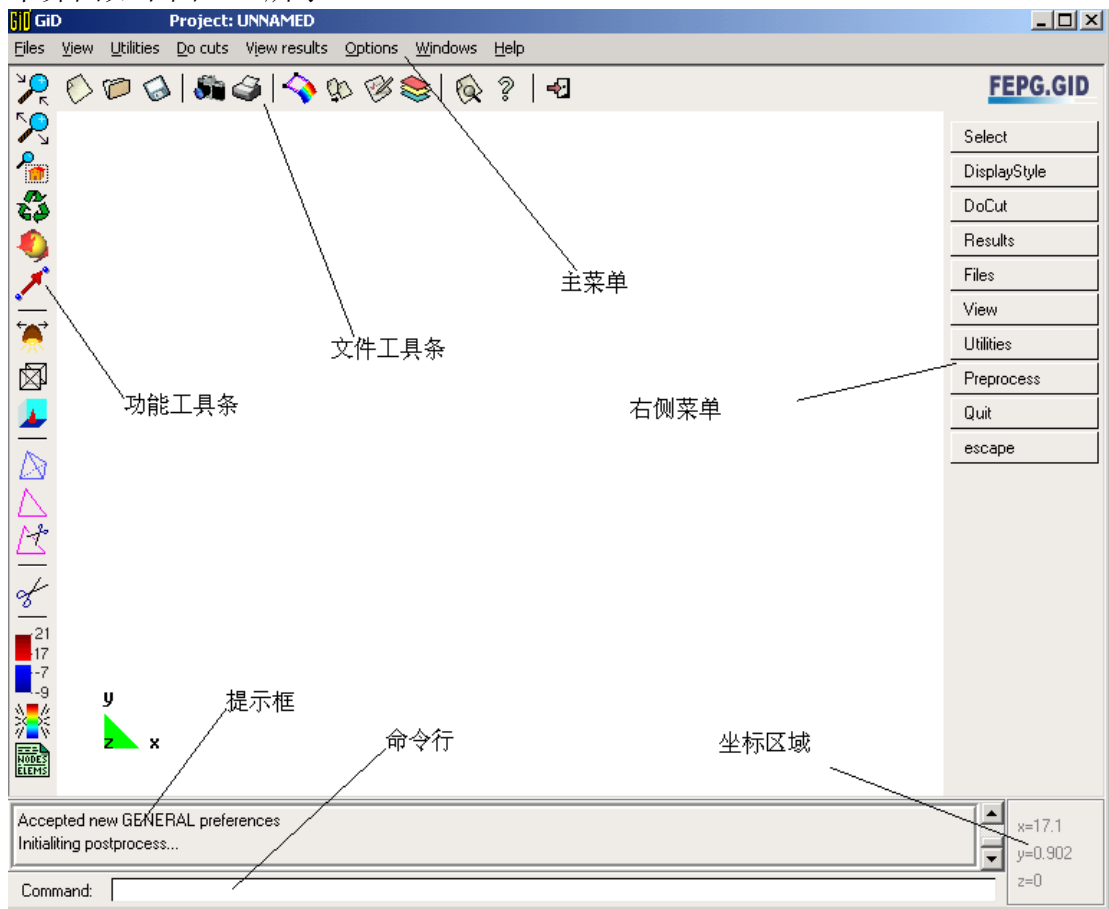 GiD Project: UNNAMED
Files View Utilities Do cuts View results Options Windows Help
FEPG.GID
Select
DisplayStyle
DoCut
Results
Files
View
Utilities
Preprocess
Quit
escape
主菜单
文件工具条
功能工具条
右侧菜单
21
17
-7
-9
NODES
ELEMS
y
z x
提示框
命令行
坐标区域
Accepted new GENERAL preferences
Initialiting postprocess...
x=17.1
y=0.902
z=0
Command: